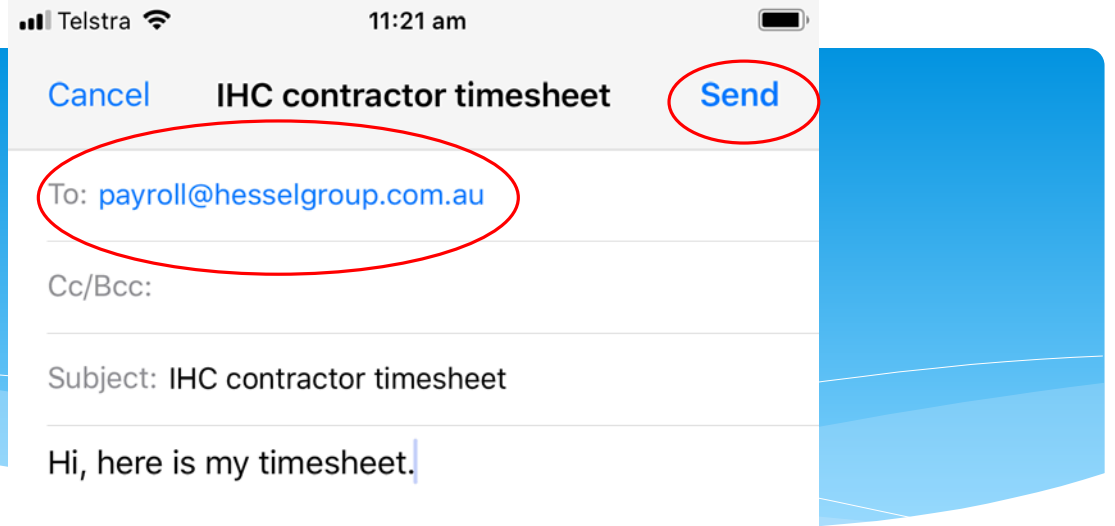 Telstra 11:21 am
Cancel IHC contractor timesheet Send
To: payroll@hesselgroup.com.au
Cc/Bcc:
Subject: IHC contractor timesheet
Hi, here is my timesheet.